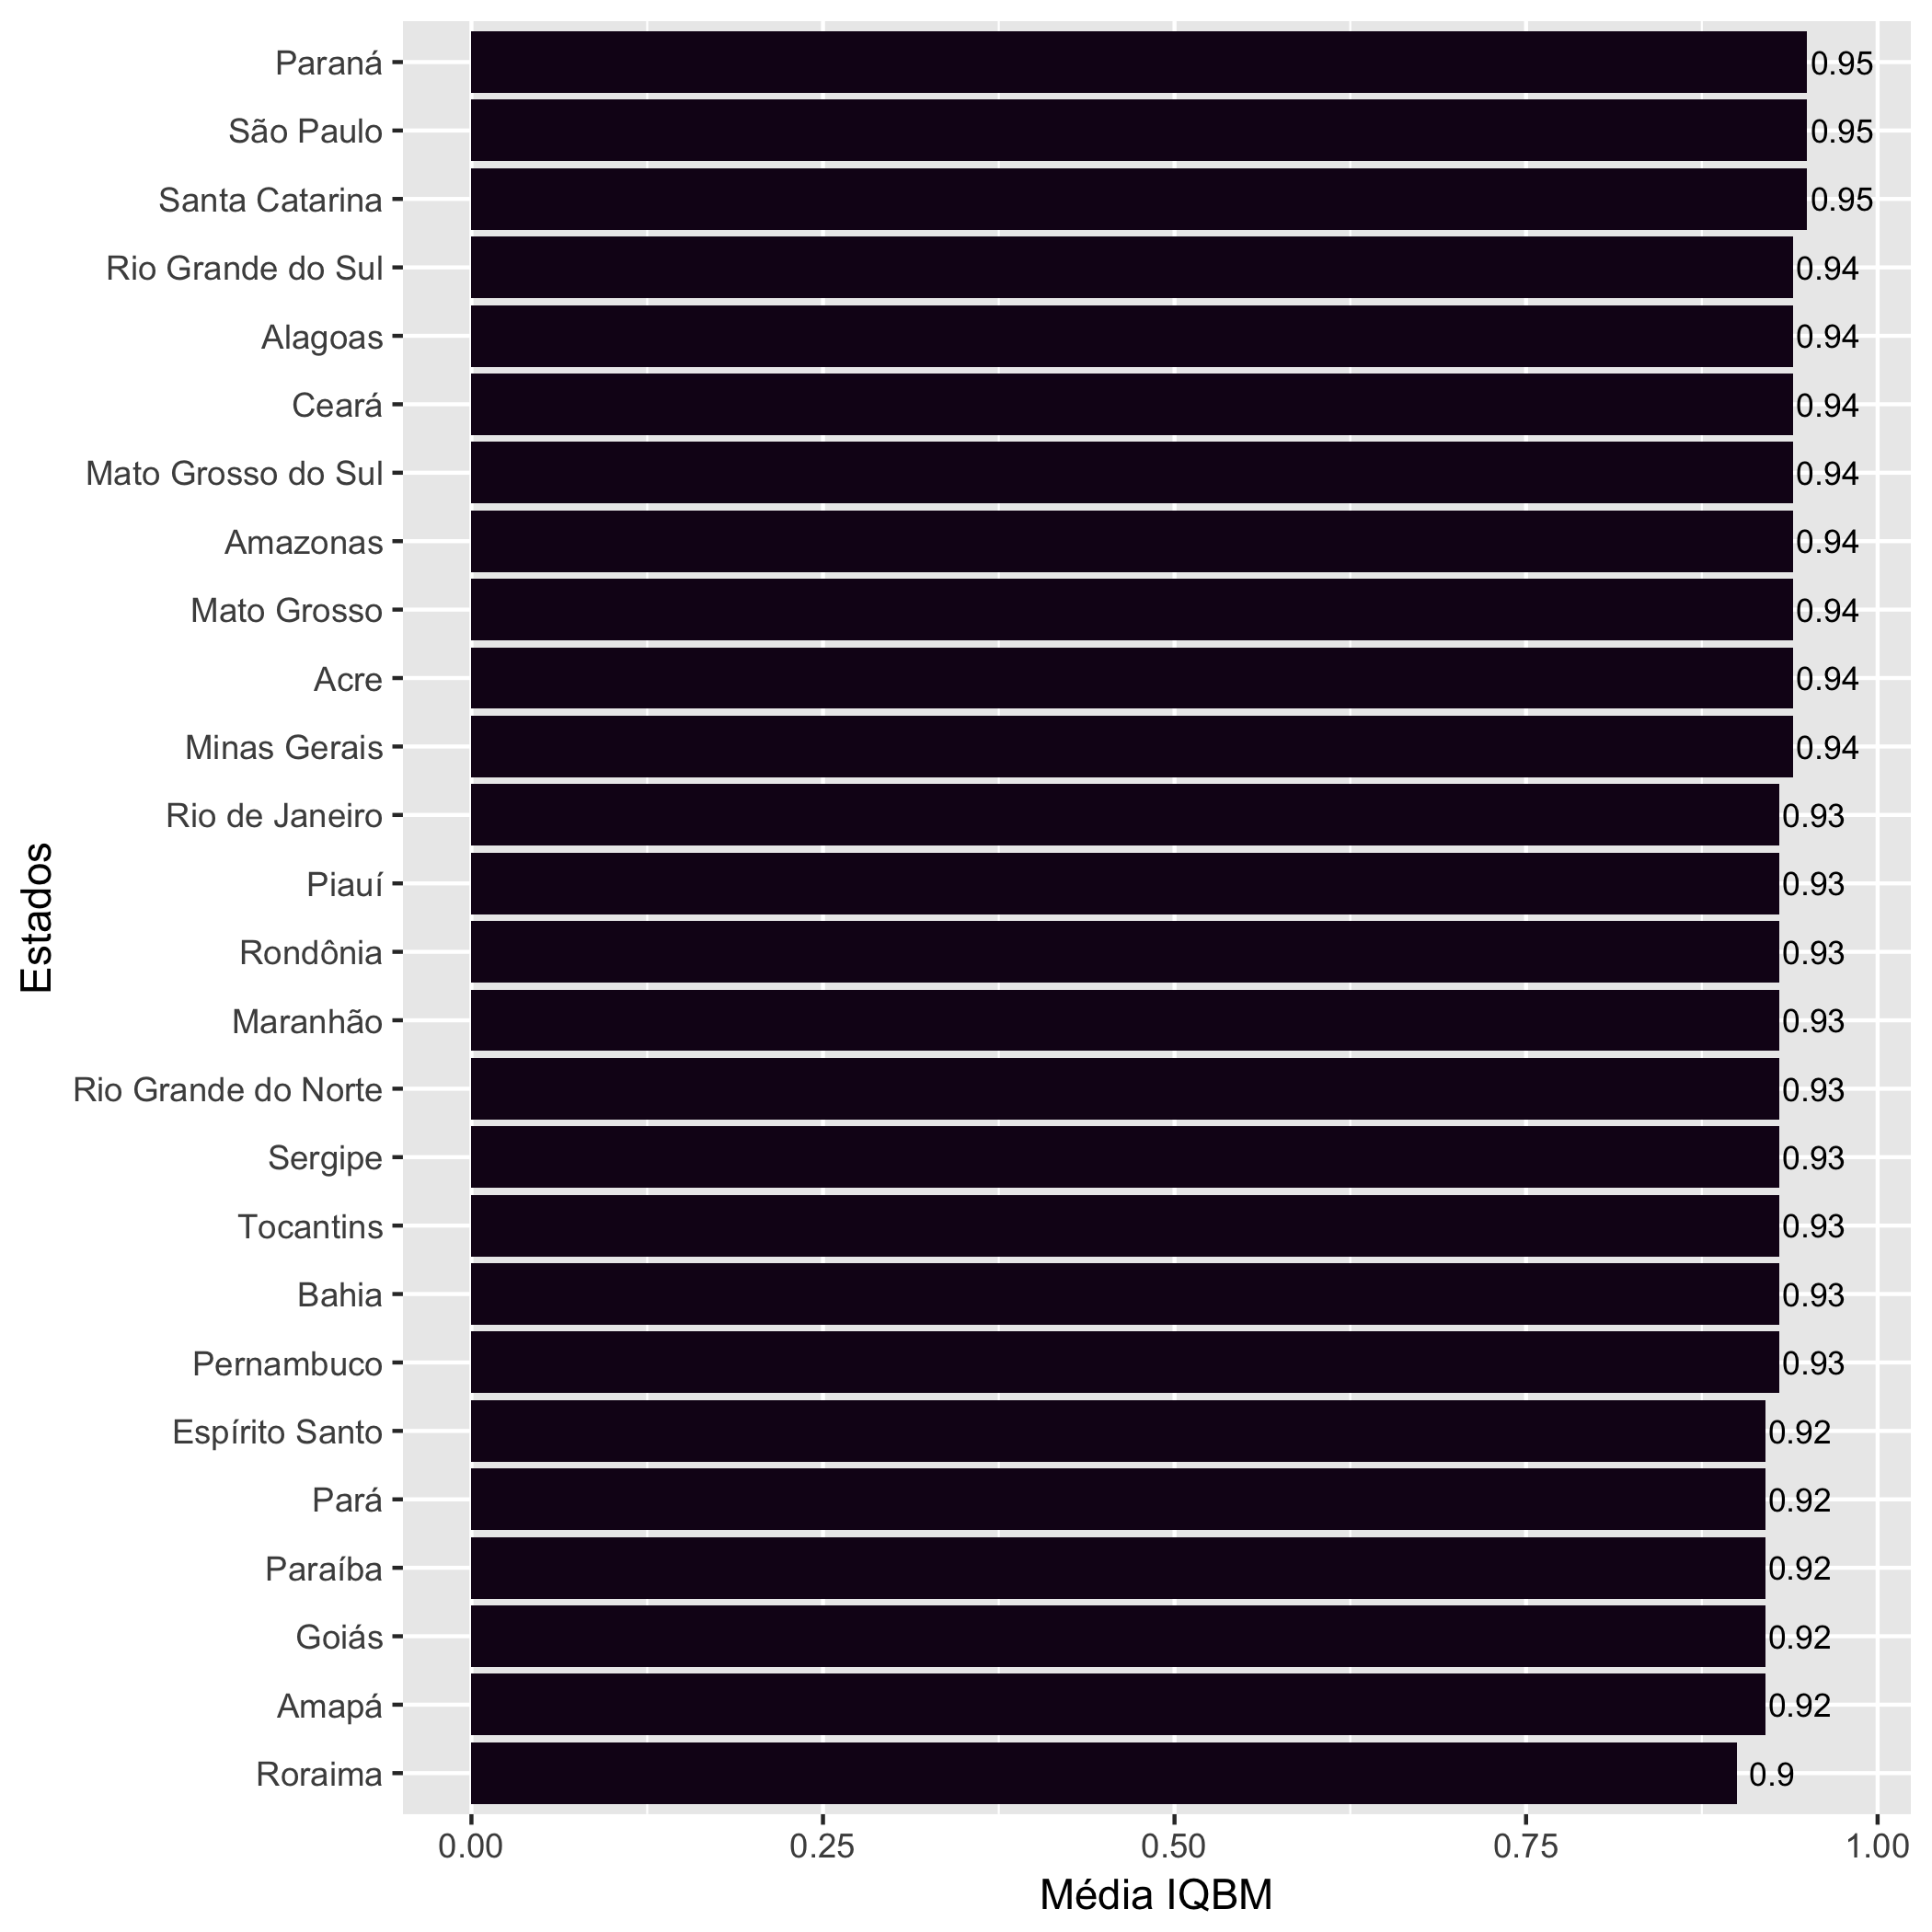 Estados
Paraná 0.95
São Paulo 0.95
Santa Catarina 0.95
Rio Grande do Sul 0.94
Alagoas 0.94
Ceará 0.94
Mato Grosso do Sul 0.94
Amazonas 0.94
Mato Grosso 0.94
Acre 0.94
Minas Gerais 0.94
Rio de Janeiro 0.93
Piauí 0.93
Rondônia 0.93
Maranhão 0.93
Rio Grande do Norte 0.93
Sergipe 0.93
Tocantins 0.93
Bahia 0.93
Pernambuco 0.93
Espírito Santo 0.92
Pará 0.92
Paraíba 0.92
Goiás 0.92
Amapá 0.92
Roraima 0.9
0.00 0.25 0.50 0.75 1.00
Média IQBM